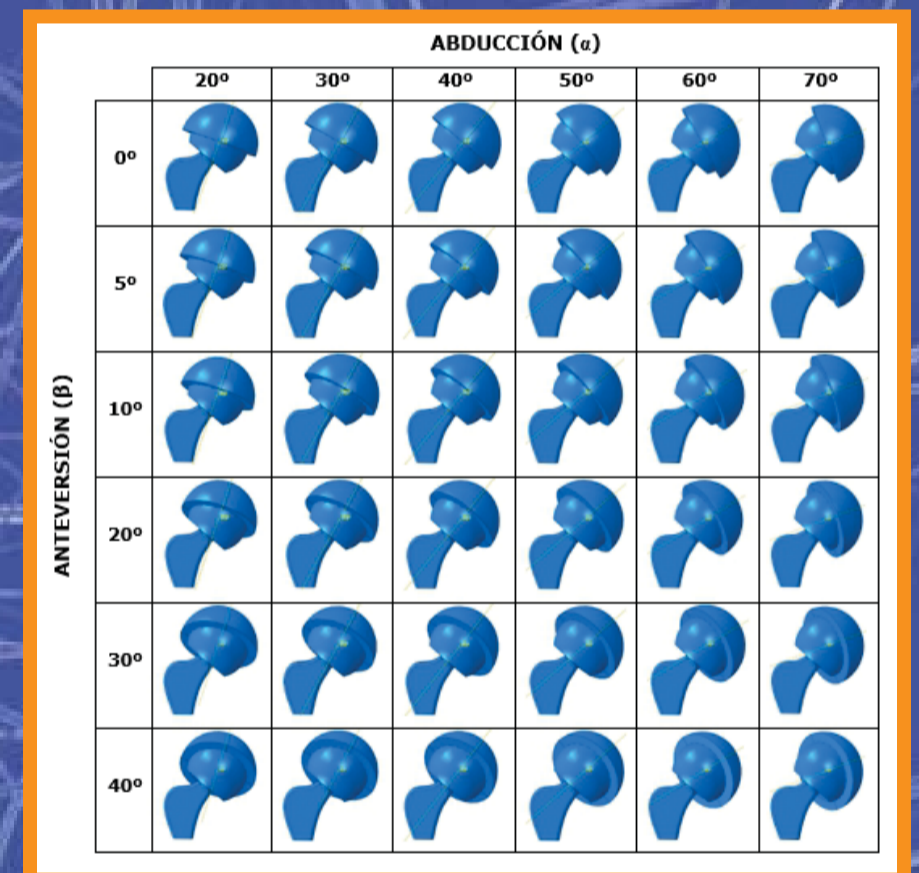 ABDUCCIÓN (α)
20º 30º 40º 50º 60º 70º
ANTEVERSIÓN (β)
0º
5º
10º
20º
30º
40º